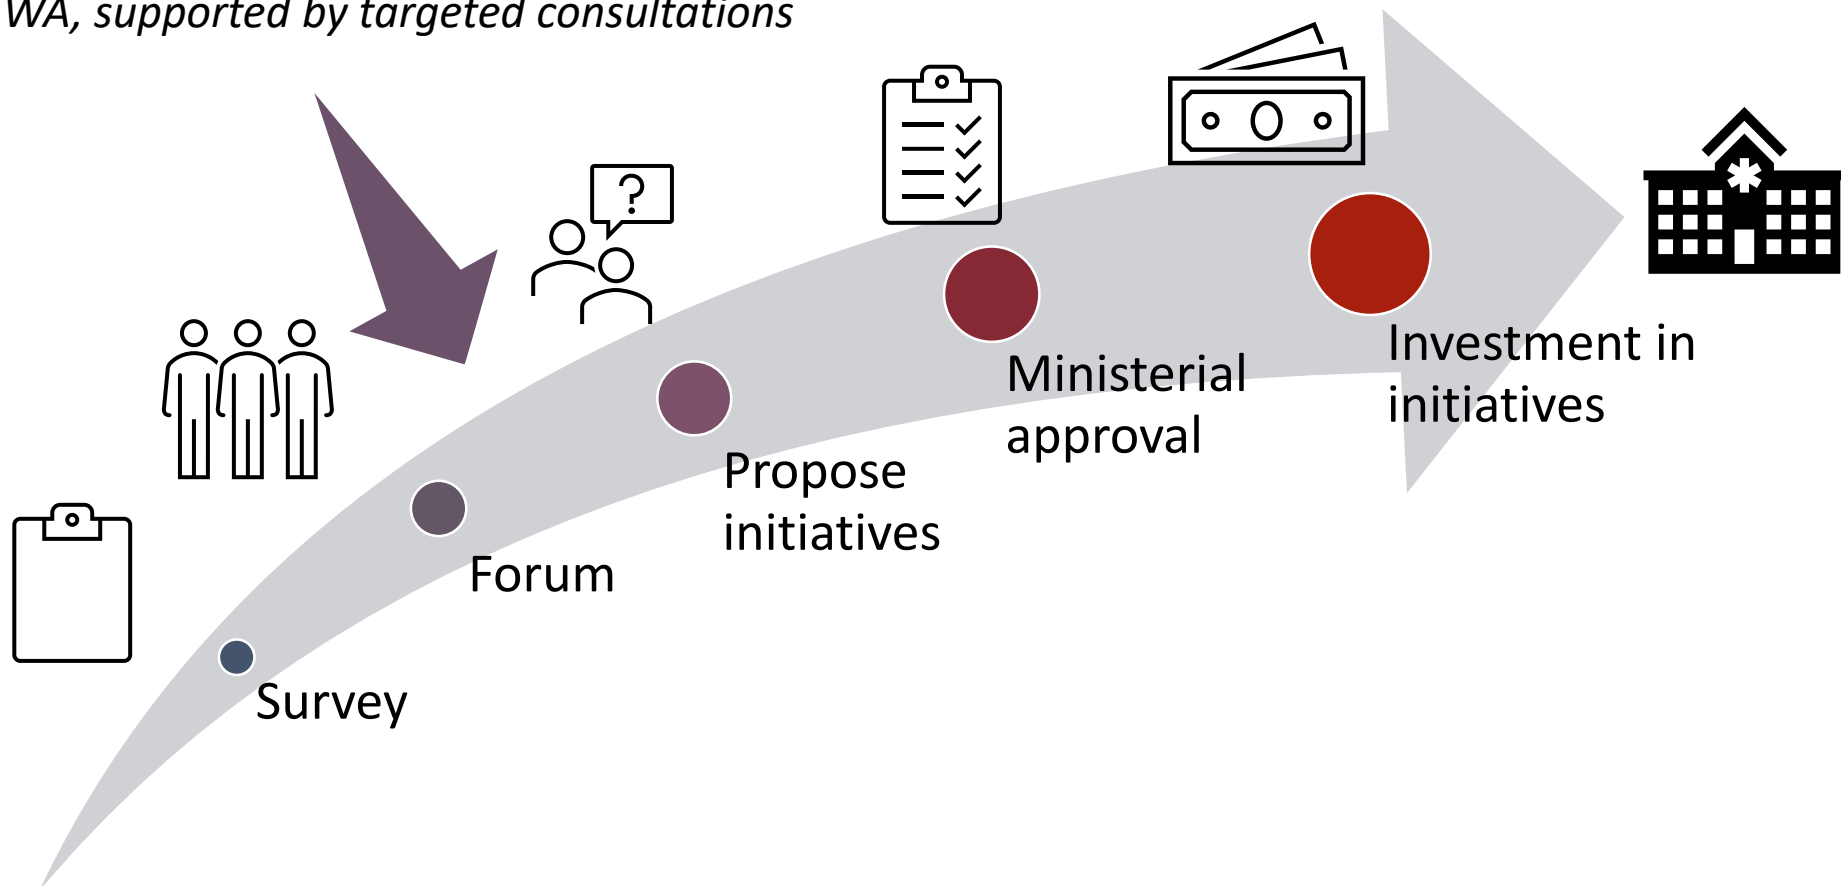 WA, supported by targeted consultations
?
Survey
Forum
Propose
initiatives
Ministerial
approval
Investment in
initiatives